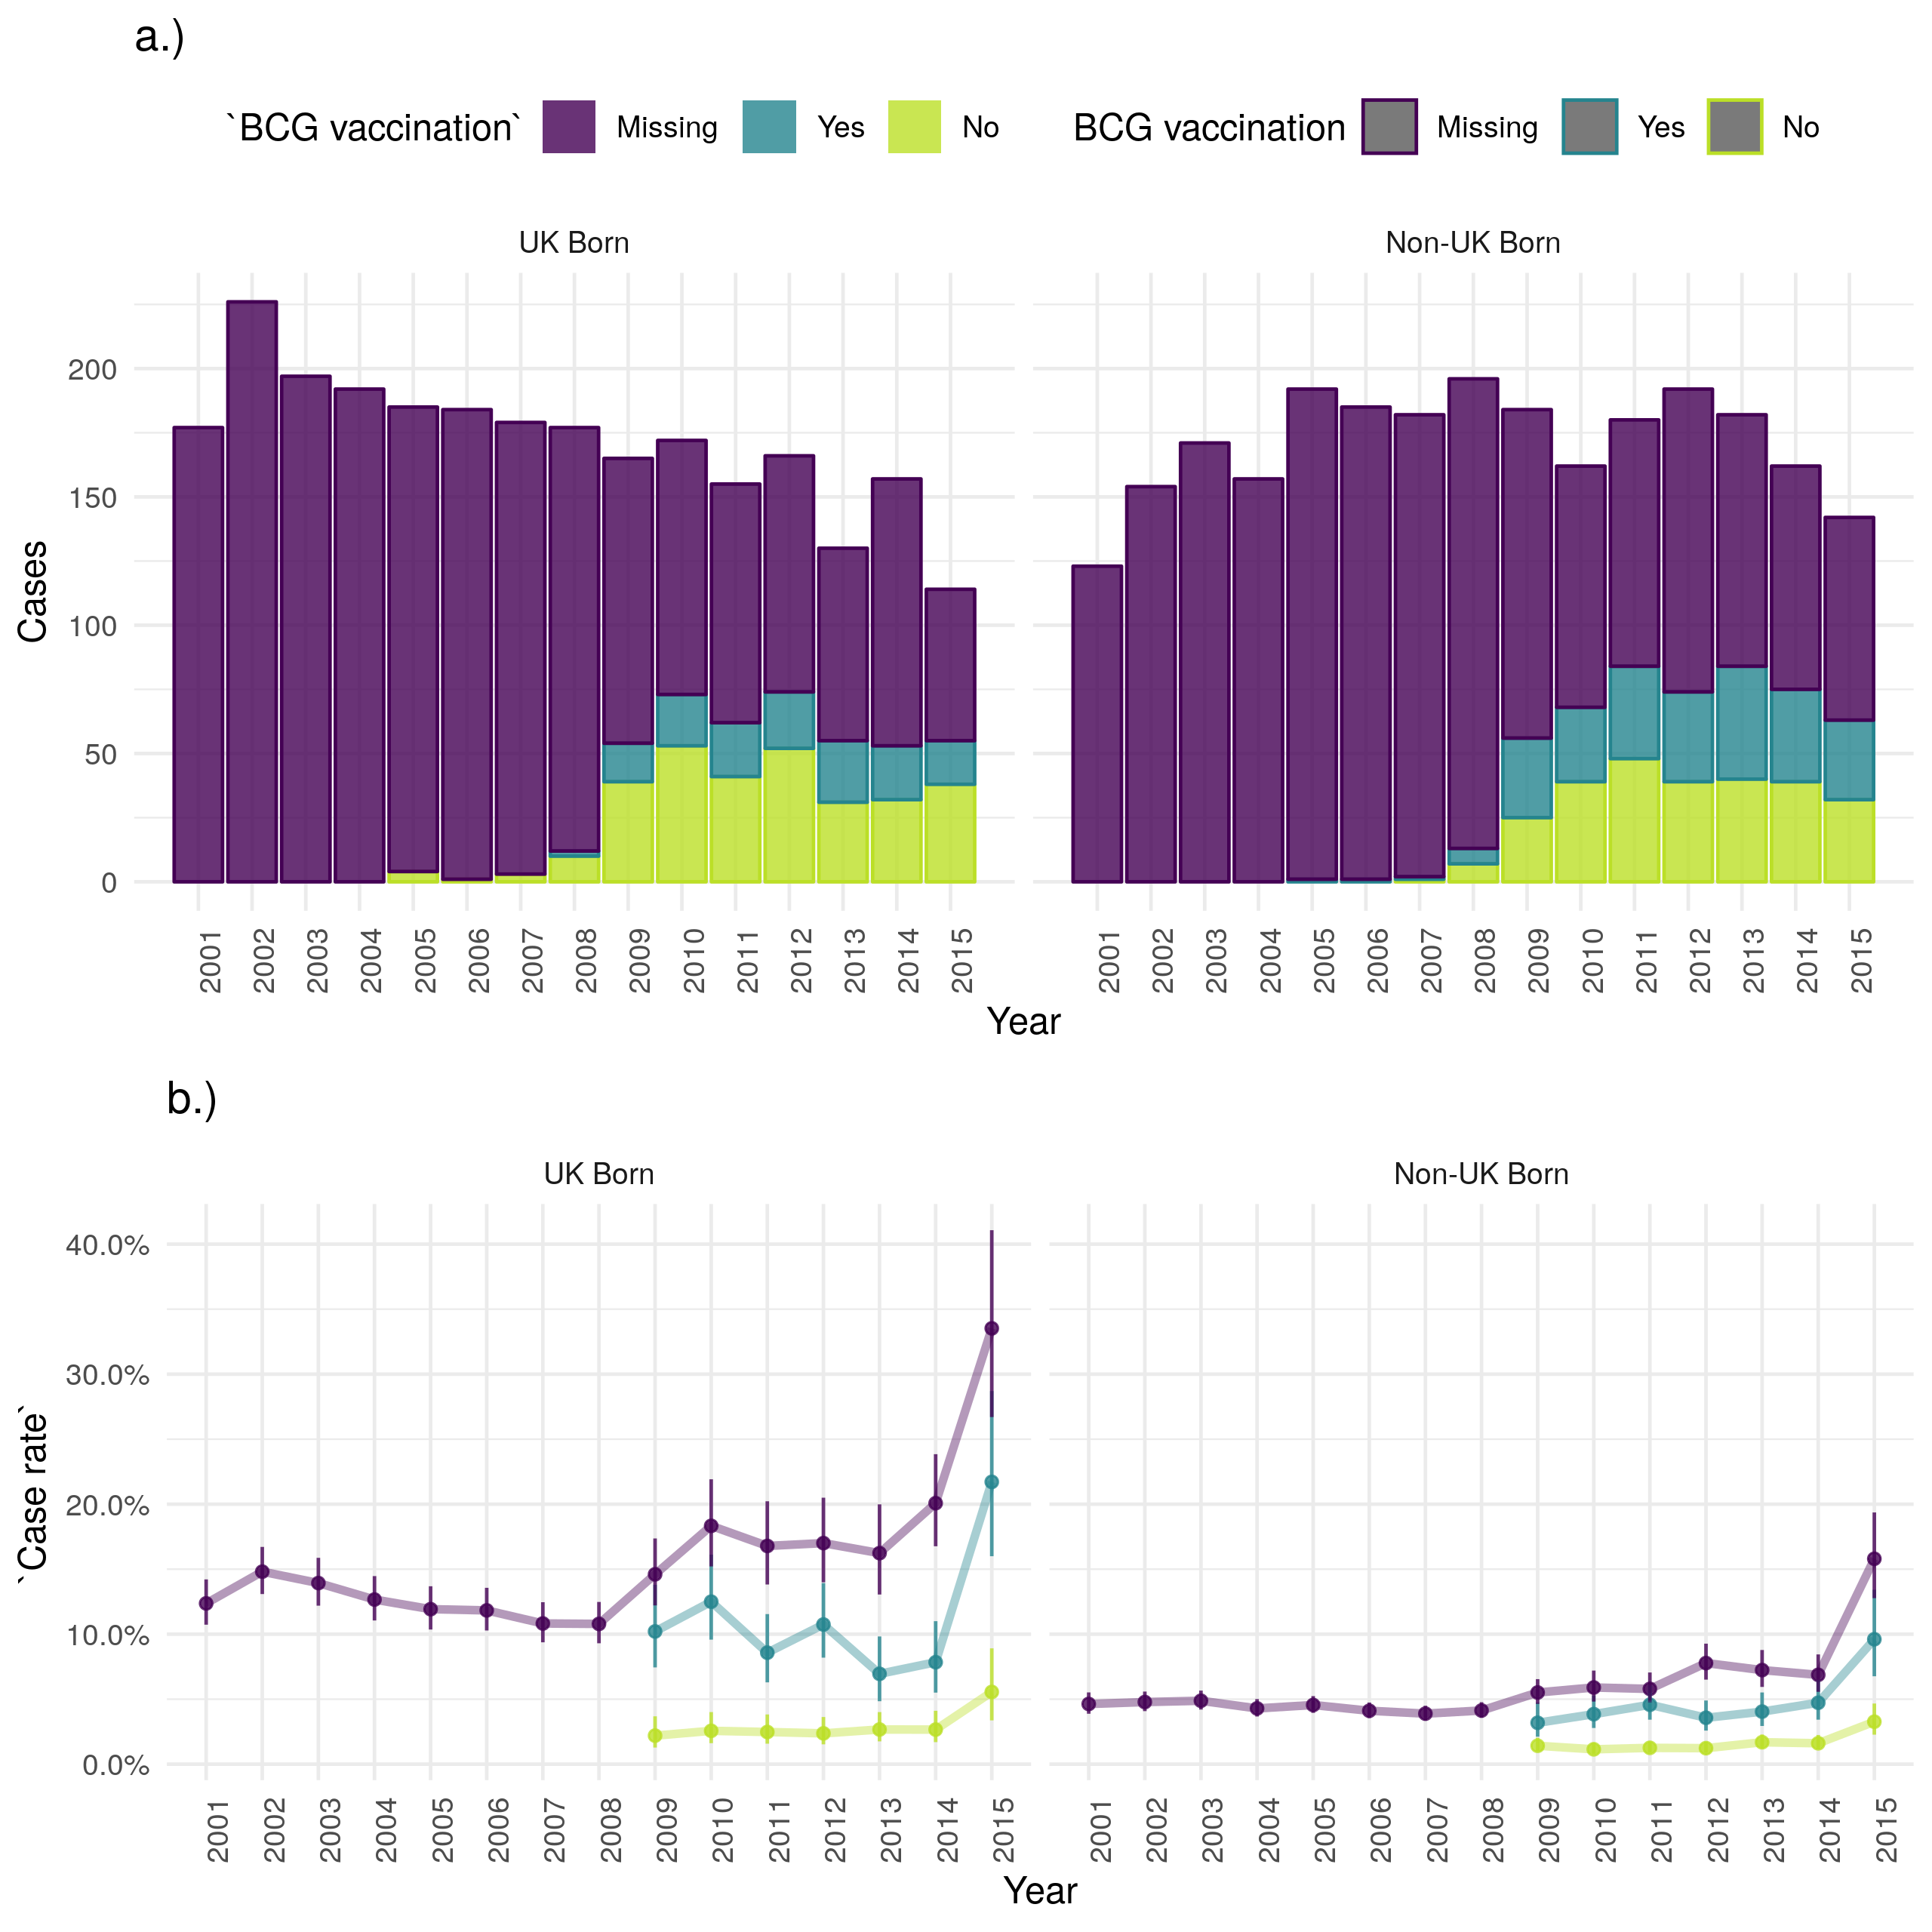 a.)
`BCG vaccination` Missing Yes No BCG vaccination Missing Yes No
UK Born Non-UK Born
200
150
100
50
0
Cases
2001 2002 2003 2004 2005 2006 2007 2008 2009 2010 2011 2012 2013 2014 2015 2001 2002 2003 2004 2005 2006 2007 2008 2009 2010 2011 2012 2013 2014 2015
Year
b.)
UK Born Non-UK Born
40.0%
30.0%
20.0%
10.0%
0.0%
`Case rate`
2001 2002 2003 2004 2005 2006 2007 2008 2009 2010 2011 2012 2013 2014 2015 2001 2002 2003 2004 2005 2006 2007 2008 2009 2010 2011 2012 2013 2014 2015
Year